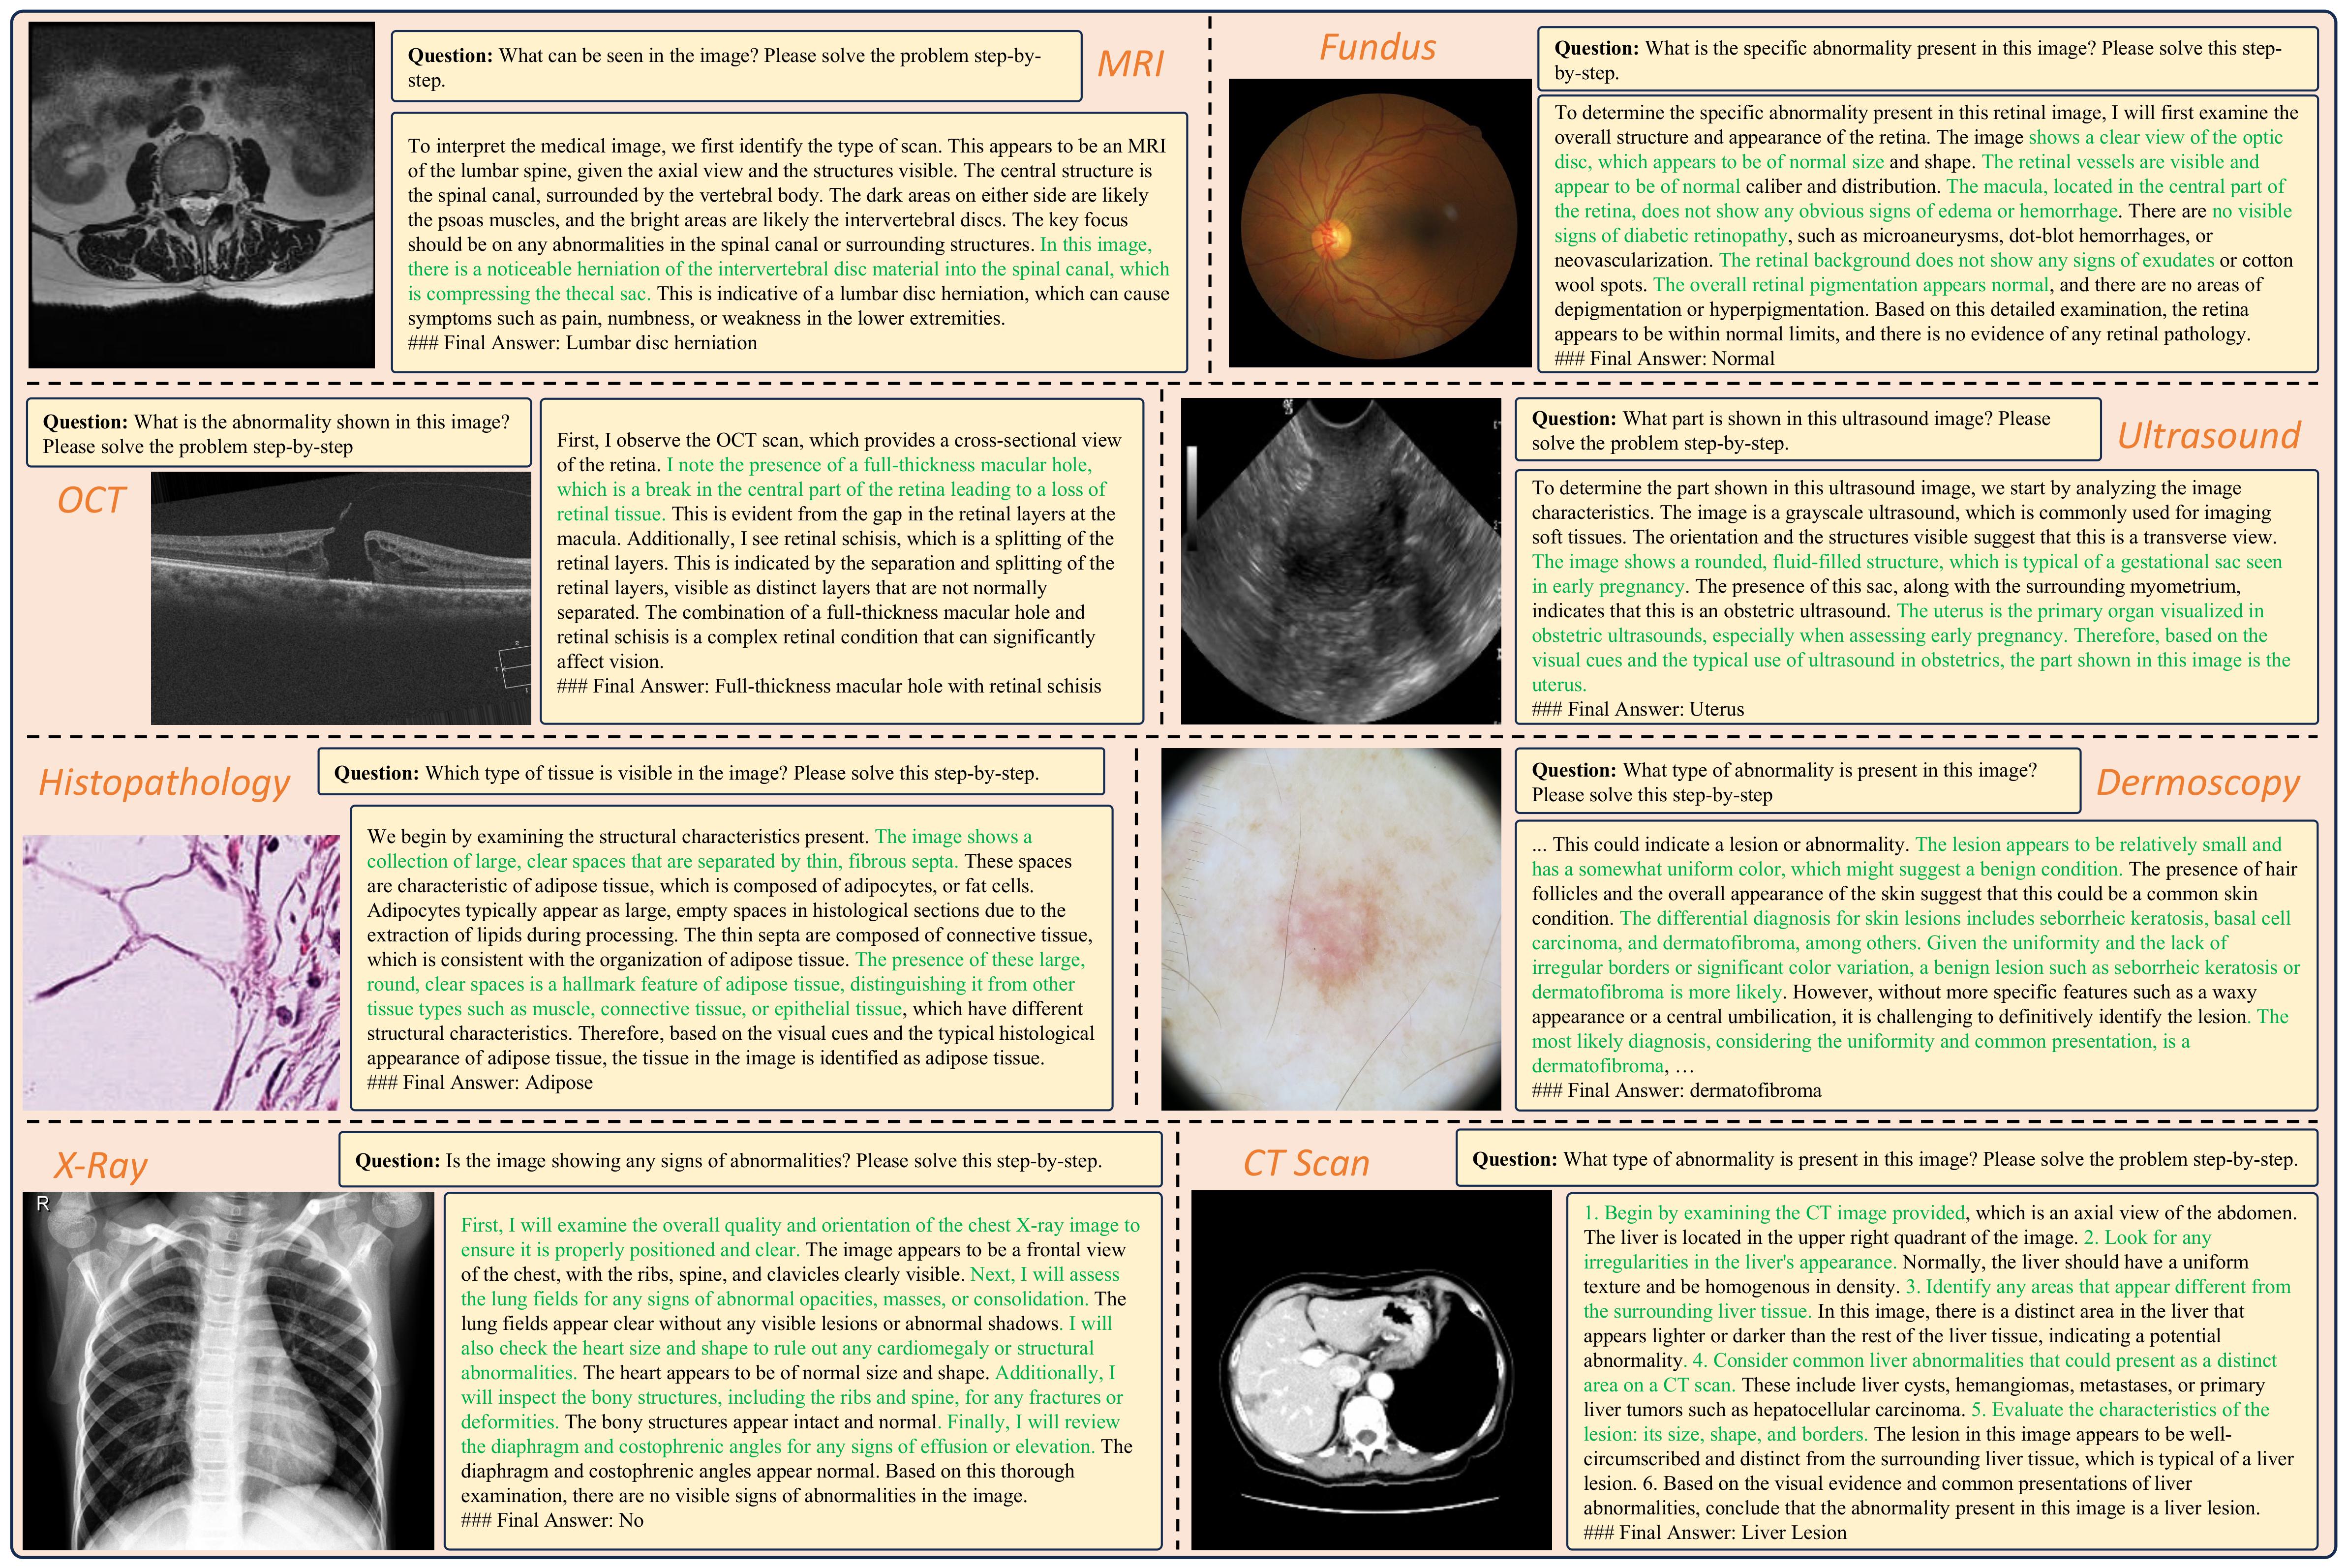 Question: What can be seen in the image? Please solve the problem step-by-
step.
MRI
To interpret the medical image, we first identify the type of scan. This appears to be an MRI
of the lumbar spine, given the axial view and the structures visible. The central structure is
the spinal canal, surrounded by the vertebral body. The dark areas on either side are likely
the psoas muscles, and the bright areas are likely the intervertebral discs. The key focus
should be on any abnormalities in the spinal canal or surrounding structures. In this image,
there is a noticeable herniation of the intervertebral disc material into the spinal canal, which
is compressing the thecal sac. This is indicative of a lumbar disc herniation, which can cause
symptoms such as pain, numbness, or weakness in the lower extremities.
### Final Answer: Lumbar disc herniation
Fundus
Question: What is the specific abnormality present in this image? Please solve this step-
by-step.
To determine the specific abnormality present in this retinal image, I will first examine the
overall structure and appearance of the retina. The image shows a clear view of the optic
disc, which appears to be of normal size and shape. The retinal vessels are visible and
appear to be of normal caliber and distribution. The macula, located in the central part of
the retina, does not show any obvious signs of edema or hemorrhage. There are no visible
signs of diabetic retinopathy, such as microaneurysms, dot-blot hemorrhages, or
neovascularization. The retinal background does not show any signs of exudates or cotton
wool spots. The overall retinal pigmentation appears normal, and there are no areas of
depigmentation or hyperpigmentation. Based on this detailed examination, the retina
appears to be within normal limits, and there is no evidence of any retinal pathology.
### Final Answer: Normal
Question: What is the abnormality shown in this image?
Please solve the problem step-by-step
OCT
First, I observe the OCT scan, which provides a cross-sectional view
of the retina. I note the presence of a full-thickness macular hole,
which is a break in the central part of the retina leading to a loss of
retinal tissue. This is evident from the gap in the retinal layers at the
macula. Additionally, I see retinal schisis, which is a splitting of the
retinal layers. This is indicated by the separation and splitting of the
retinal layers, visible as distinct layers that are not normally
separated. The combination of a full-thickness macular hole and
retinal schisis is a complex retinal condition that can significantly
affect vision.
### Final Answer: Full-thickness macular hole with retinal schisis
Question: What part is shown in this ultrasound image? Please
solve the problem step-by-step.
Ultrasound
To determine the part shown in this ultrasound image, we start by analyzing the image
characteristics. The image is a grayscale ultrasound, which is commonly used for imaging
soft tissues. The orientation and the structures visible suggest that this is a transverse view.
The image shows a rounded, fluid-filled structure, which is typical of a gestational sac seen
in early pregnancy. The presence of this sac, along with the surrounding myometrium,
indicates that this is an obstetric ultrasound. The uterus is the primary organ visualized in
obstetric ultrasounds, especially when assessing early pregnancy. Therefore, based on the
visual cues and the typical use of ultrasound in obstetrics, the part shown in this image is the
uterus.
### Final Answer: Uterus
Histopathology
Question: Which type of tissue is visible in the image? Please solve this step-by-step.
We begin by examining the structural characteristics present. The image shows a
collection of large, clear spaces that are separated by thin, fibrous septa. These spaces
are characteristic of adipose tissue, which is composed of adipocytes, or fat cells.
Adipocytes typically appear as large, empty spaces in histological sections due to the
extraction of lipids during processing. The thin septa are composed of connective tissue,
which is consistent with the organization of adipose tissue. The presence of these large,
round, clear spaces is a hallmark feature of adipose tissue, distinguishing it from other
tissue types such as muscle, connective tissue, or epithelial tissue, which have different
structural characteristics. Therefore, based on the visual cues and the typical histological
appearance of adipose tissue, the tissue in the image is identified as adipose tissue.
### Final Answer: Adipose
Question: What type of abnormality is present in this image?
Please solve this step-by-step
Dermoscopy
... This could indicate a lesion or abnormality. The lesion appears to be relatively small and
has a somewhat uniform color, which might suggest a benign condition. The presence of hair
follicles and the overall appearance of the skin suggest that this could be a common skin
condition. The differential diagnosis for skin lesions includes seborrheic keratosis, basal cell
carcinoma, and dermatofibroma, among others. Given the uniformity and the lack of
irregular borders or significant color variation, a benign lesion such as seborrheic keratosis or
dermatofibroma is more likely. However, without more specific features such as a waxy
appearance or a central umbilication, it is challenging to definitively identify the lesion. The
most likely diagnosis, considering the uniformity and common presentation, is a
dermatofibroma, …
### Final Answer: dermatofibroma
X-Ray
Question: Is the image showing any signs of abnormalities? Please solve this step-by-step.
R
First, I will examine the overall quality and orientation of the chest X-ray image to
ensure it is properly positioned and clear. The image appears to be a frontal view
of the chest, with the ribs, spine, and clavicles clearly visible. Next, I will assess
the lung fields for any signs of abnormal opacities, masses, or consolidation. The
lung fields appear clear without any visible lesions or abnormal shadows. I will
also check the heart size and shape to rule out any cardiomegaly or structural
abnormalities. The heart appears to be of normal size and shape. Additionally, I
will inspect the bony structures, including the ribs and spine, for any fractures or
deformities. The bony structures appear intact and normal. Finally, I will review
the diaphragm and costophrenic angles for any signs of effusion or elevation. The
diaphragm and costophrenic angles appear normal. Based on this thorough
examination, there are no visible signs of abnormalities in the image.
### Final Answer: No
CT Scan
Question: What type of abnormality is present in this image? Please solve the problem step-by-step.
1. Begin by examining the CT image provided, which is an axial view of the abdomen.
The liver is located in the upper right quadrant of the image. 2. Look for any
irregularities in the liver's appearance. Normally, the liver should have a uniform
texture and be homogenous in density. 3. Identify any areas that appear different from
the surrounding liver tissue. In this image, there is a distinct area in the liver that
appears lighter or darker than the rest of the liver tissue, indicating a potential
abnormality. 4. Consider common liver abnormalities that could present as a distinct
area on a CT scan. These include liver cysts, hemangiomas, metastases, or primary
liver tumors such as hepatocellular carcinoma. 5. Evaluate the characteristics of the
lesion: its size, shape, and borders. The lesion in this image appears to be well-
circumscribed and distinct from the surrounding liver tissue, which is typical of a liver
lesion. 6. Based on the visual evidence and common presentations of liver
abnormalities, conclude that the abnormality present in this image is a liver lesion.
### Final Answer: Liver Lesion